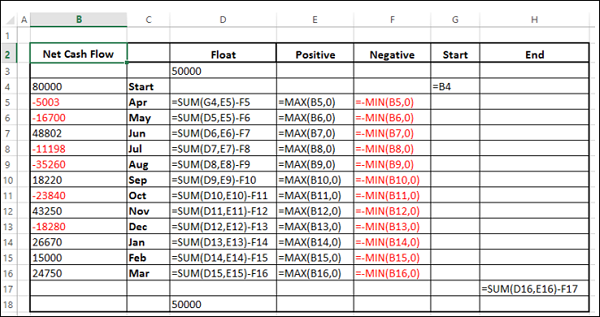 A B C D E F G H
1
2 Net Cash Flow Float Positive Negative Start End
3 50000
4 80000 Start =B4
5 -5003 Apr =SUM(G4,E5)-F5 =MAX(B5,0) =-MIN(B5,0)
6 -16700 May =SUM(D5,E5)-F6 =MAX(B6,0) =-MIN(B6,0)
7 48802 Jun =SUM(D6,E6)-F7 =MAX(B7,0) =-MIN(B7,0)
8 -11198 Jul =SUM(D7,E7)-F8 =MAX(B8,0) =-MIN(B8,0)
9 -35260 Aug =SUM(D8,E8)-F9 =MAX(B9,0) =-MIN(B9,0)
10 18220 Sep =SUM(D9,E9)-F10 =MAX(B10,0) =-MIN(B10,0)
11 -23840 Oct =SUM(D10,E10)-F11 =MAX(B11,0) =-MIN(B11,0)
12 43250 Nov =SUM(D11,E11)-F12 =MAX(B12,0) =-MIN(B12,0)
13 -18280 Dec =SUM(D12,E12)-F13 =MAX(B13,0) =-MIN(B13,0)
14 26670 Jan =SUM(D13,E13)-F14 =MAX(B14,0) =-MIN(B14,0)
15 15000 Feb =SUM(D14,E14)-F15 =MAX(B15,0) =-MIN(B15,0)
16 24750 Mar =SUM(D15,E15)-F16 =MAX(B16,0) =-MIN(B16,0)
17 =SUM(D16,E16)-F17
18 50000